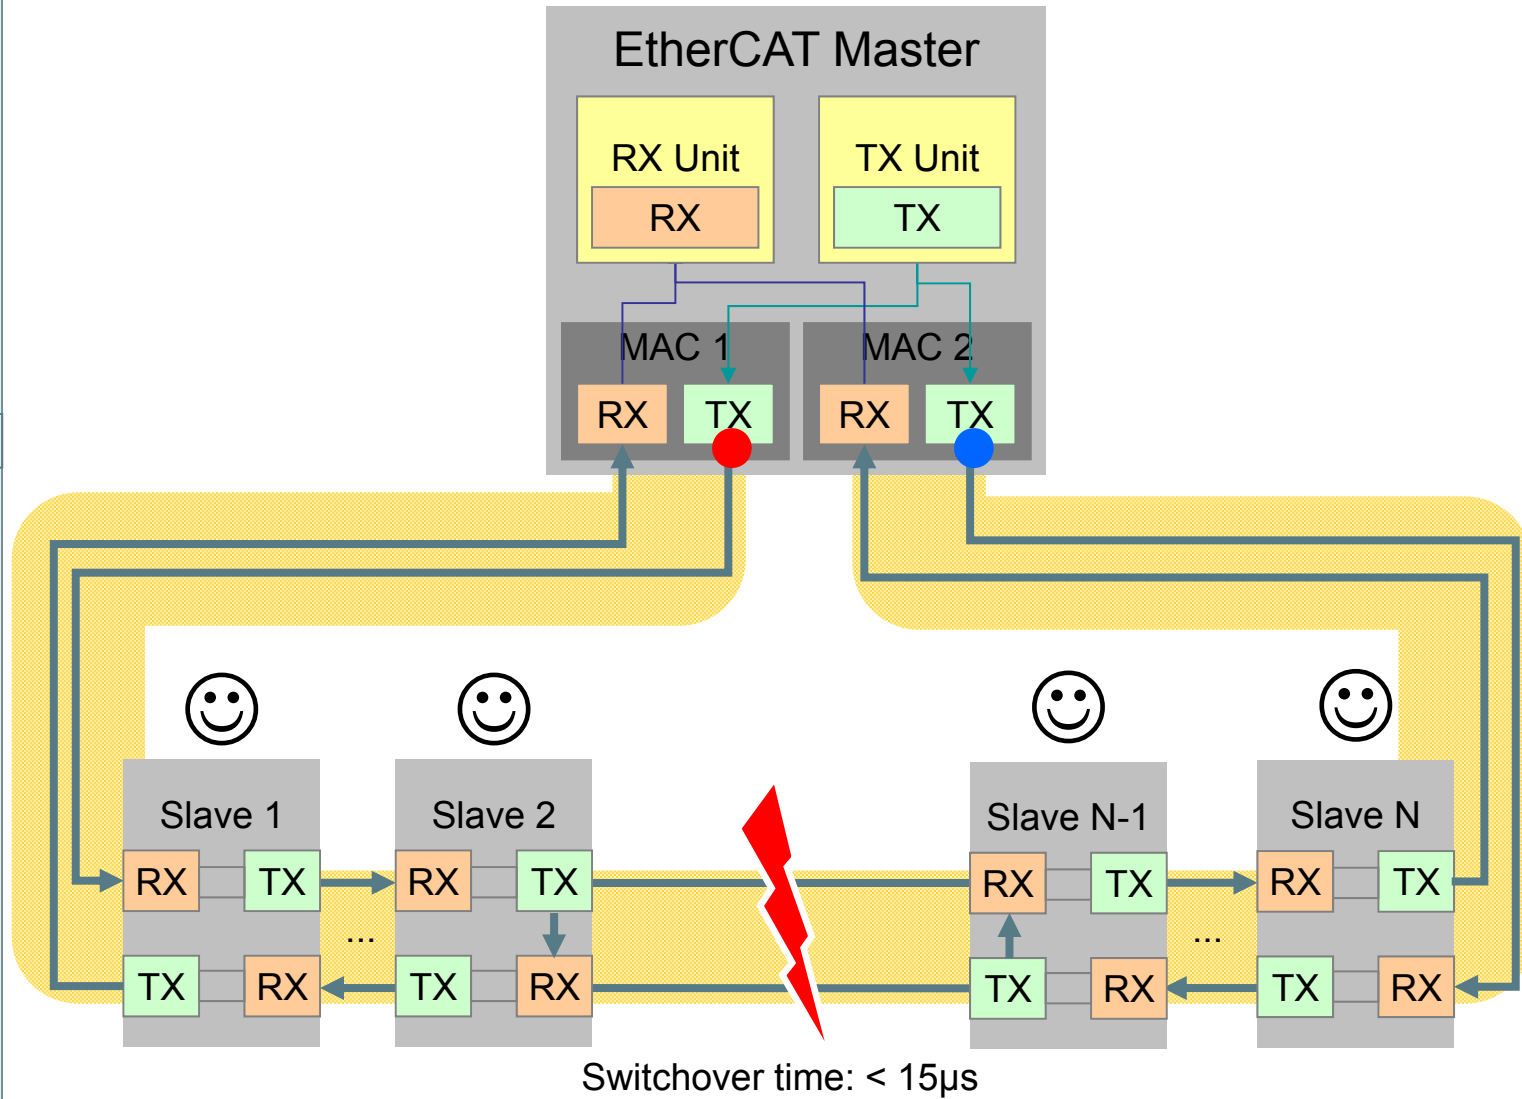 EtherCAT Master
RX Unit
TX Unit
RX
TX
MAC 1
MAC 2
RX
TX
RX
TX
Slave 1
Slave 2
Slave N-1
Slave N
RX
TX
RX
TX
RX
TX
RX
TX
...
...
TX
RX
TX
RX
TX
RX
TX
RX
Switchover time: < 15µs